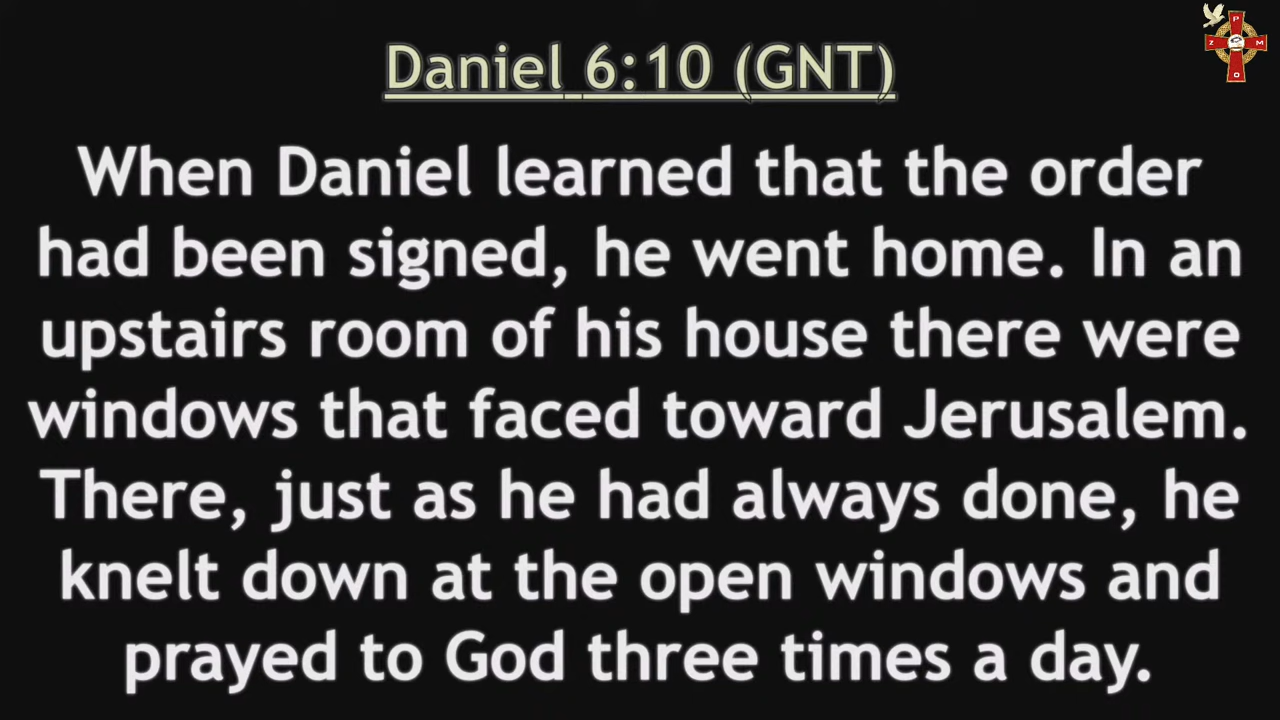 Daniel 6:10 (GNT)
When Daniel learned that the order
had been signed, he went home. In an
upstairs room of his house there were
windows that faced toward Jerusalem.
There, just as he had always done, he
knelt down at the open windows and
prayed to God three times a day.
P
Z M
O